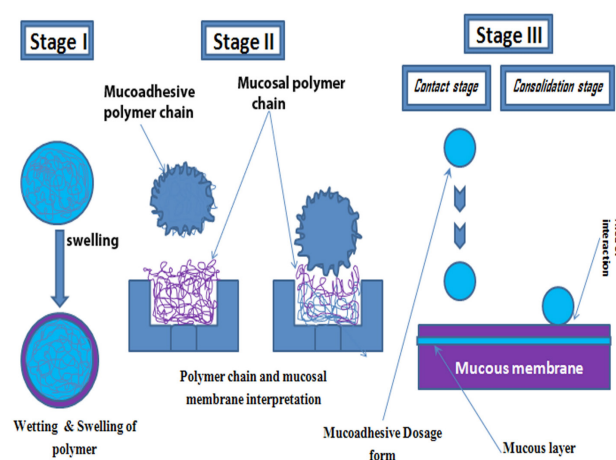 Stage I
Stage II
Stage III
Mucoadhesive
polymer chain
Mucosal polymer
chain
Contact stage
Consolidation stage
swelling
interaction
Polymer chain and mucosal
membrane interpretation
Mucous membrane
Wetting & Swelling of
polymer
Mucoadhesive Dosage
form
Mucous layer